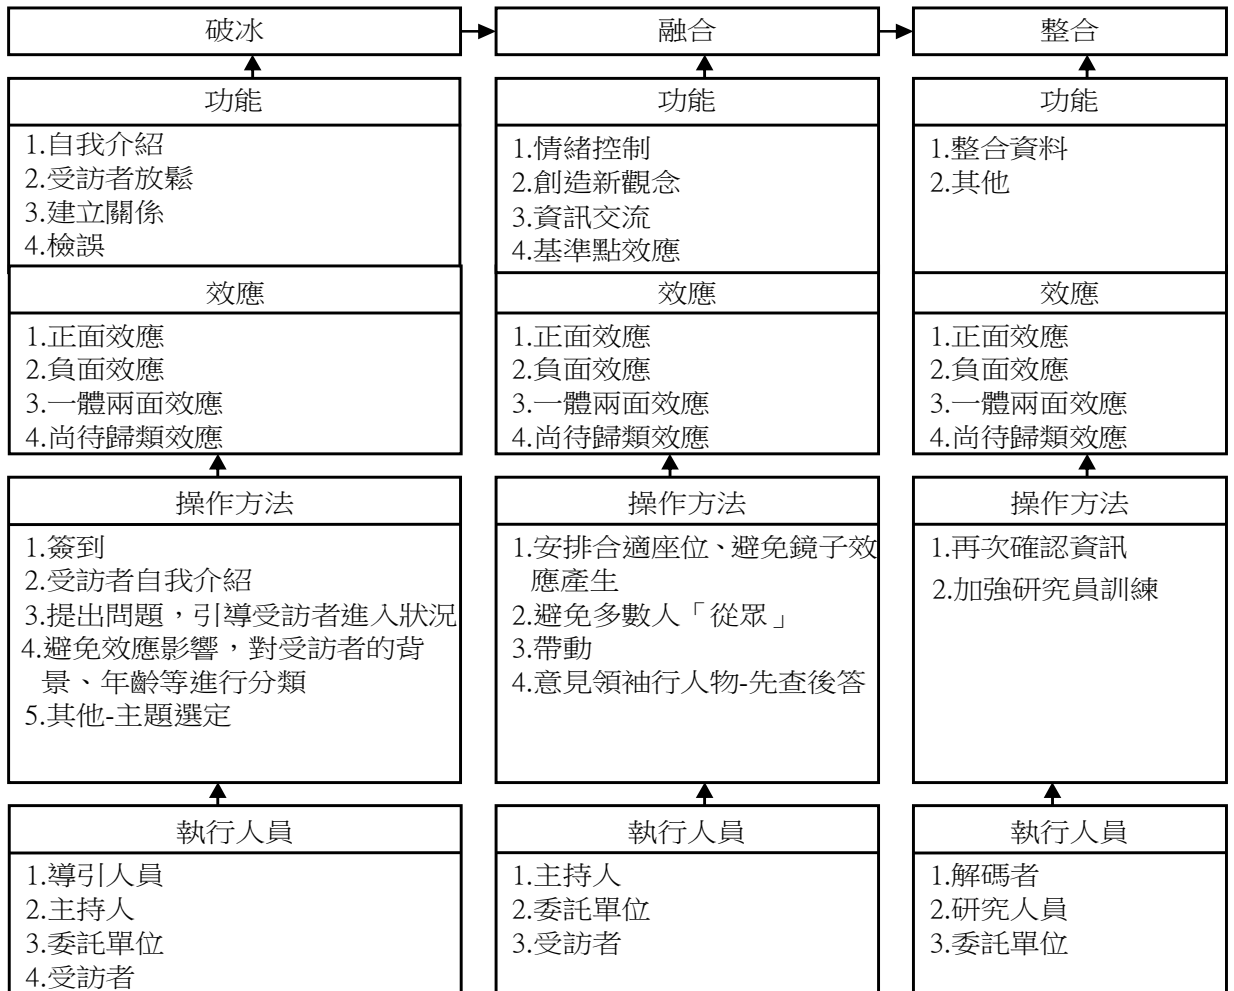 破冰
功能
1.自我介紹
2.受訪者放鬆
3.建立關係
4.檢誤
效應
1.正面效應
2.負面效應
3.一體兩面效應
4.尚待歸類效應
操作方法
1.簽到
2.受訪者自我介紹
3.提出問題，引導受訪者進入狀況
4.避免效應影響，對受訪者的背
景、年齡等進行分類
5.其他-主題選定
執行人員
1.導引人員
2.主持人
3.委託單位
4.受訪者
融合
功能
1.情緒控制
2.創造新觀念
3.資訊交流
4.基準點效應
效應
1.正面效應
2.負面效應
3.一體兩面效應
4.尚待歸類效應
操作方法
1.安排合適座位、避免鏡子效
應產生
2.避免多數人「從眾」
3.帶動
4.意見領袖行人物-先查後答
執行人員
1.主持人
2.委託單位
3.受訪者
整合
功能
1.整合資料
2.其他
效應
1.正面效應
2.負面效應
3.一體兩面效應
4.尚待歸類效應
操作方法
1.再次確認資訊
2.加強研究員訓練
執行人員
1.解碼者
2.研究人員
3.委託單位